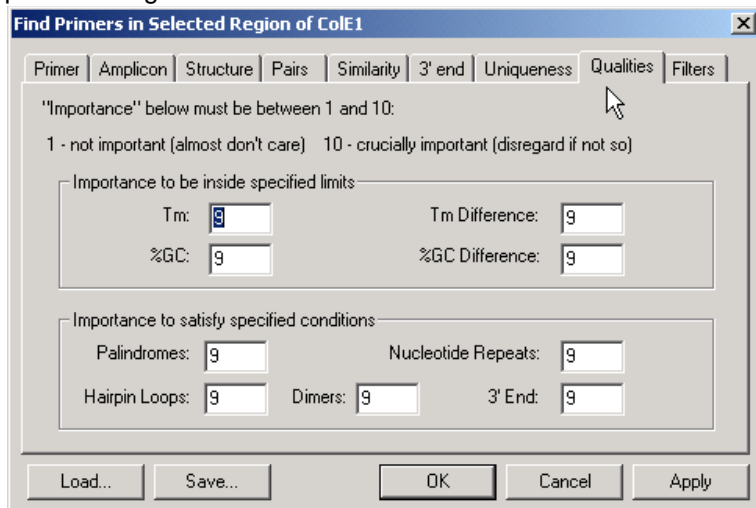 Find Primers in Selected Region of ColE1
Primer Amplicon Structure Pairs Similarity 3' end Uniqueness Qualities Filters
"Importance" below must be between 1 and 10:
1 - not important (almost don't care) 10 - crucially important (disregard if not so)
Importance to be inside specified limits
Tm: 9 Tm Difference: 9
%GC: 9 %GC Difference: 9
Importance to satisfy specified conditions
Palindromes: 9 Nucleotide Repeats: 9
Hairpin Loops: 9 Dimers: 9 3' End: 9
Load... Save... OK Cancel Apply